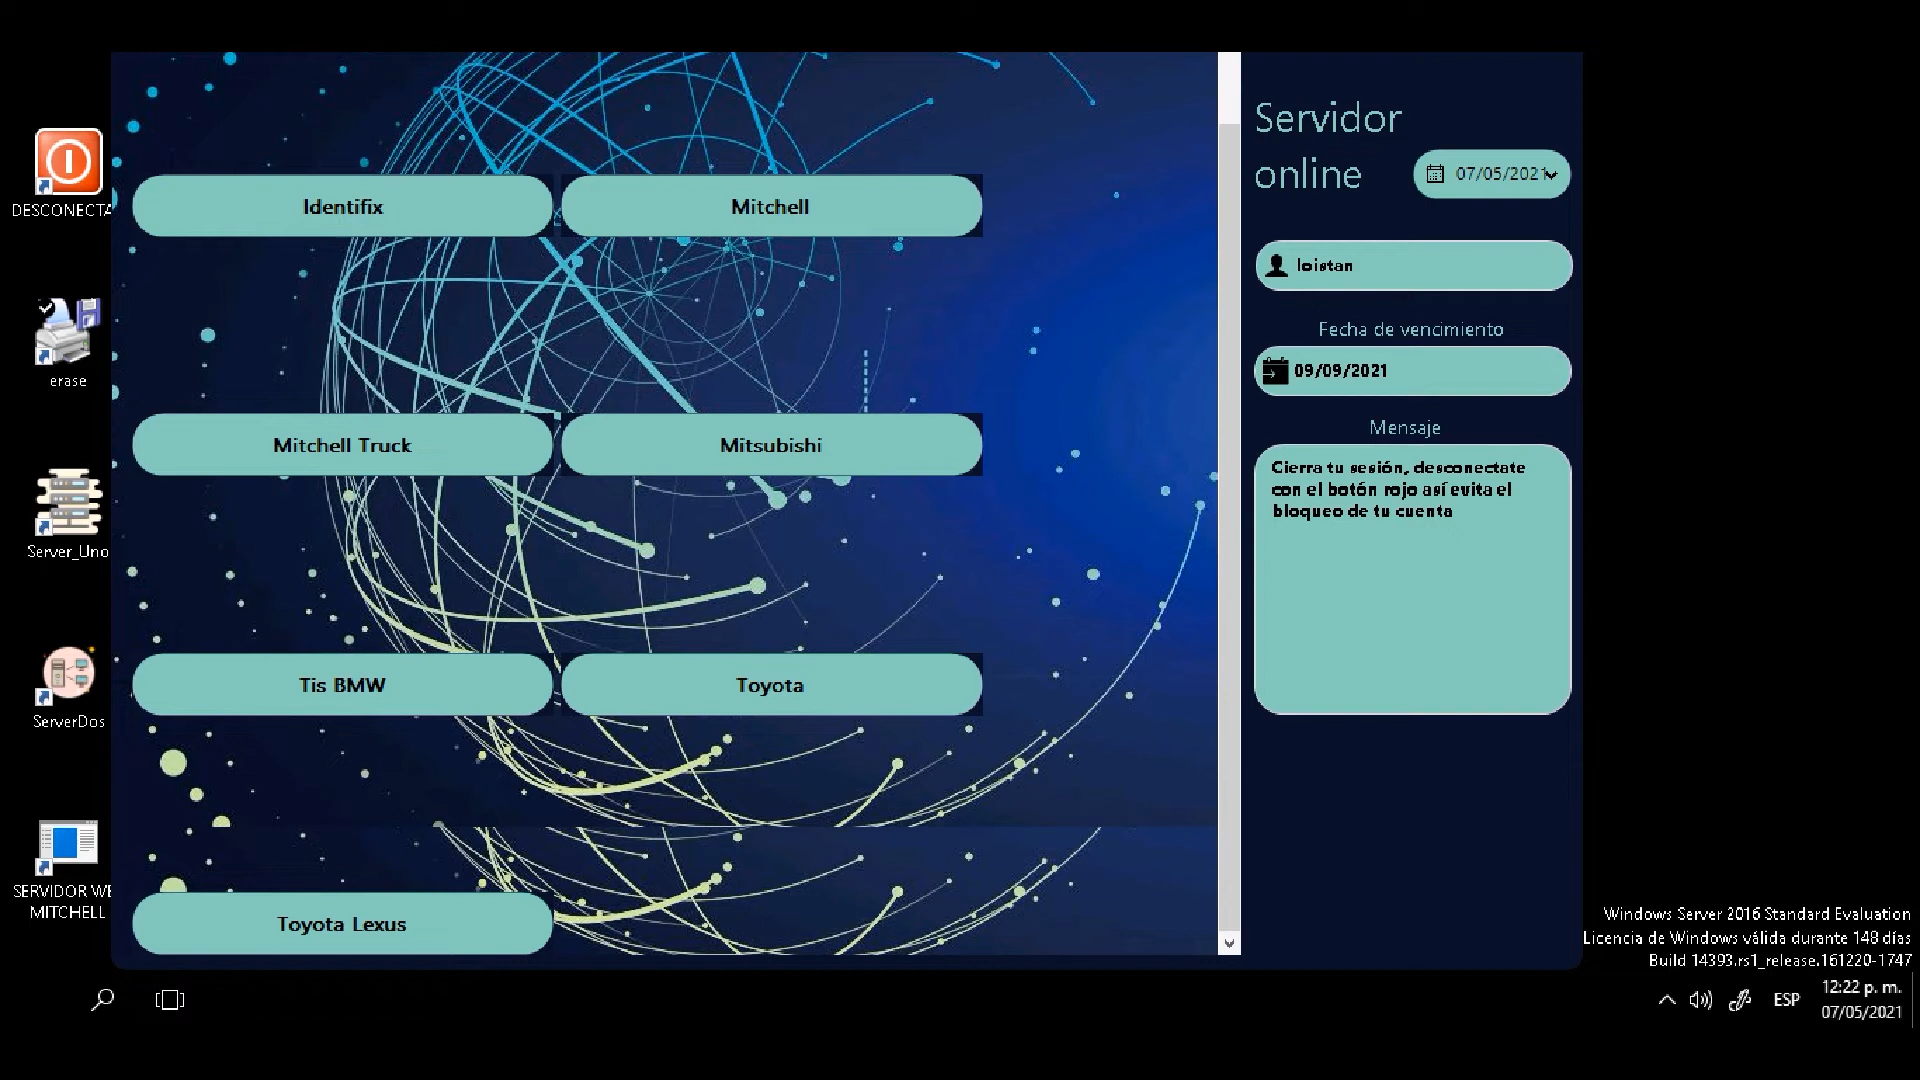 DESCONECTA
erase
Server_Uno
ServerDos
SERVIDOR WE
MITCHELL
Identifix
Mitchell
Mitchell Truck
Mitsubishi
Tis BMW
Toyota
Toyota Lexus
Servidor
online
07/05/2021
loistan
Fecha de vencimiento
09/09/2021
Mensaje
Cierra tu sesión, desconectate
con el botón rojo así evita el
bloqueo de tu cuenta
Windows Server 2016 Standard Evaluation
Licencia de Windows válida durante 148 días
Build 14393.rs1_release.161220-1747
ESP
12:22 p. m.
07/05/2021